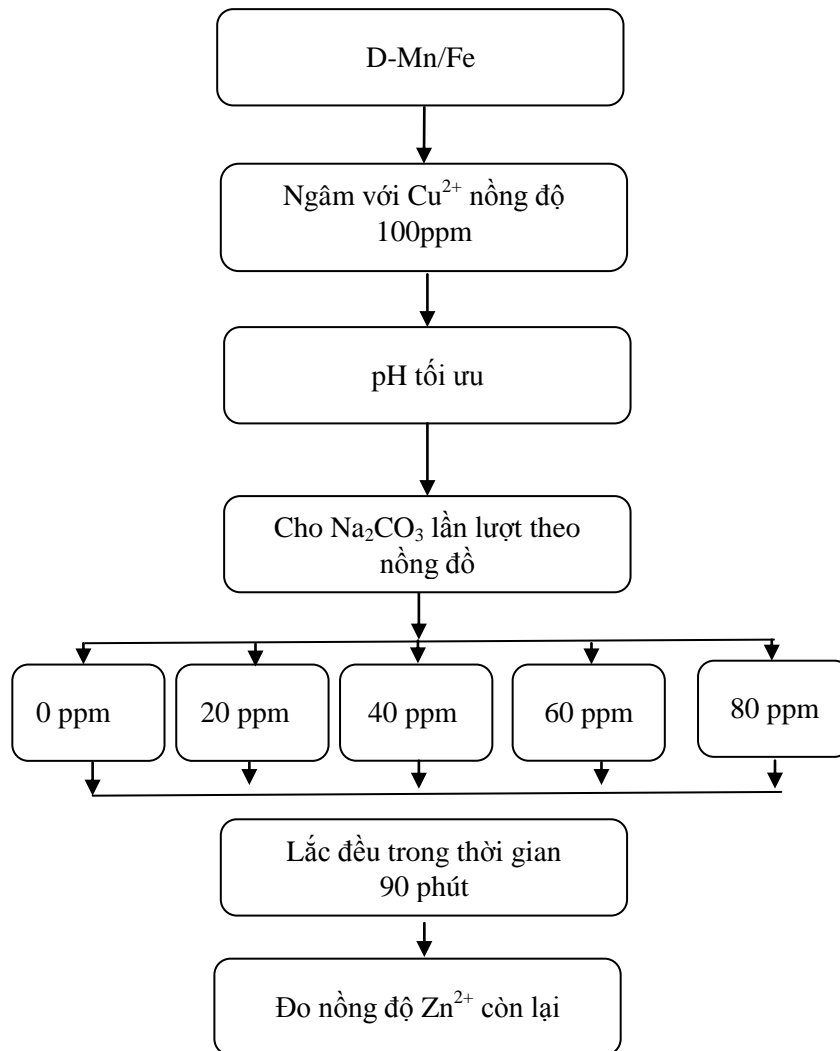 D-Mn/Fe
Ngâm với Cu²⁺ nồng độ
100ppm
pH tối ưu
Cho Na₂CO₃ lần lượt theo
nồng đồ
0 ppm
20 ppm
40 ppm
60 ppm
80 ppm
Lắc đều trong thời gian
90 phút
Đo nồng độ Zn²⁺ còn lại